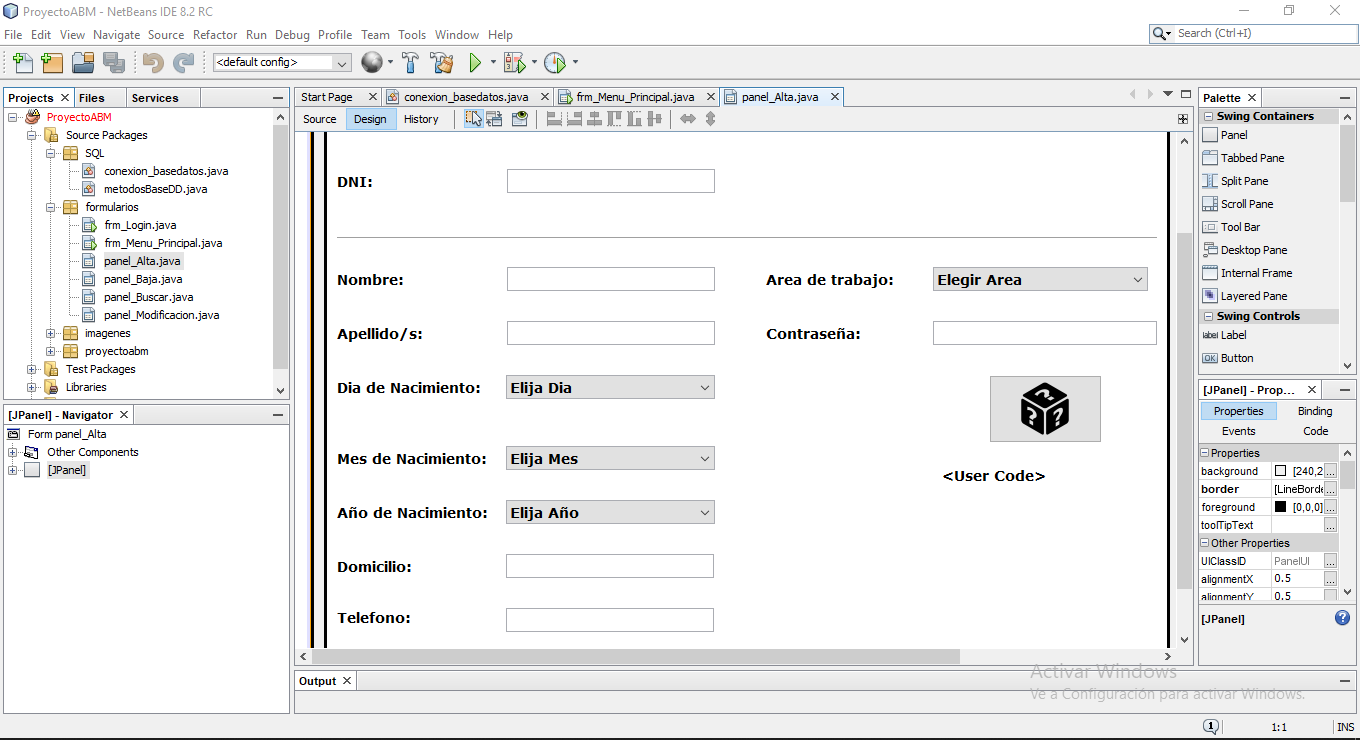 ProyectoABM - NetBeans IDE 8.2 RC
File Edit View Navigate Source Refactor Run Debug Profile Team Tools Window Help
Search (Ctrl+I)
<default config>
Projects Files Services
ProyectoABM
Source Packages
SQL
conexion_basedatos.java
metodosBaseDD.java
formularios
frm_Login.java
frm_Menu_Principal.java
panel_Alta.java
panel_Baja.java
panel_Buscar.java
panel_Modificacion.java
imagenes
proyectoabm
Test Packages
Libraries
[JPanel] - Navigator
Form panel_Alta
Other Components
[JPanel]
Start Page conexion_basedatos.java frm_Menu_Principal.java panel_Alta.java
Source Design History
DNI:
Nombre:
Area de trabajo: Elegir Area
Apellido/s:
Contraseña:
Dia de Nacimiento: Elija Dia
Mes de Nacimiento: Elija Mes
<User Code>
Año de Nacimiento: Elija Año
Domicilio:
Telefono:
Output
Palette
Swing Containers
Panel
Tabbed Pane
Split Pane
Scroll Pane
Tool Bar
Desktop Pane
Internal Frame
Layered Pane
Swing Controls
label Label
OK Button
[JPanel] - Prop...
Properties Binding
Events Code
Properties
background [240,2 ...
border [LineBorde ...
foreground [0,0,0] ...
toolTipText ...
Other Properties
UIClassID PanelUI ...
alignmentX 0.5 ...
alignmentY 0.5
[JPanel]
Activar Windows
Ve a Configuración para activar Windows.
1 1:1 INS